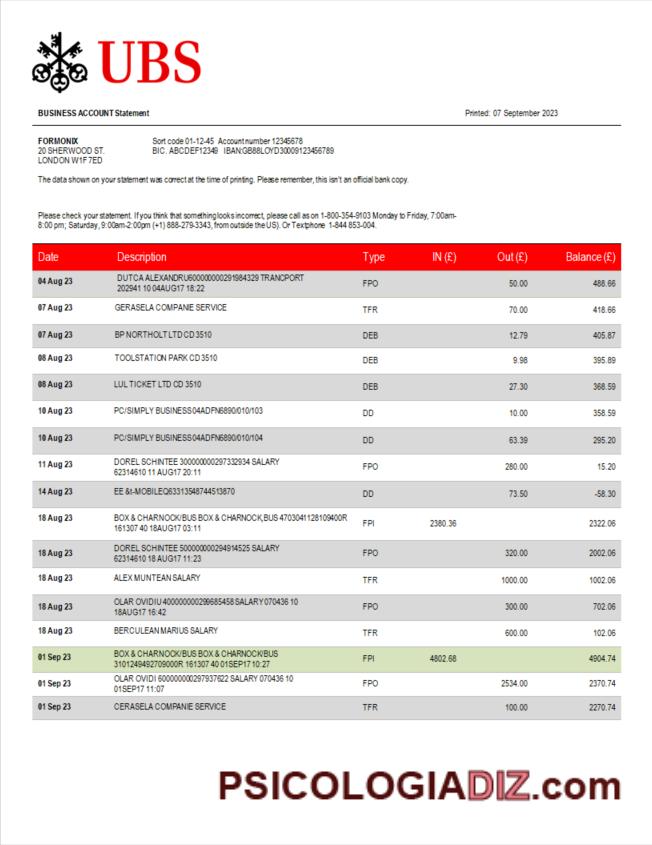 UBS
BUSINESS ACCOUNT Statement Printed: 07 September 2023
FORMONIX Sort code 01-12-45 Account number 12345678
20 SHERWOOD ST. BIC. ABCDEF12349 IBAN:GB88LOYD30009123456789
LONDON W1F 7ED
The data shown on your statement was correct at the time of printing. Please remember, this isn't an official bank copy.
Please check your statement. If you think that something looks incorrect, please call as on 1-800-354-9103 Monday to Friday, 7:00am-
8:00 pm; Saturday, 9:00am-2:00pm (+1) 888-279-3343, from outside the US). Or Textphone 1-844 853-004.
Date Description Type IN (£) Out (£) Balance (£)
04 Aug 23 DUTCA ALEXANDRU600000000291984329 TRANCPORT
202941 10 04AUG17 18:22 FPO 50.00 488.66
07 Aug 23 GERASELA COMPANIE SERVICE TFR 70.00 418.66
07 Aug 23 BP NORTHOLT LTD CD 3510 DEB 12.79 405.87
08 Aug 23 TOOLSTATION PARK CD 3510 DEB 9.98 395.89
08 Aug 23 LUL TICKET LTD CD 3510 DEB 27.30 368.59
10 Aug 23 PC/SIMPLY BUSINESS04ADFN6890/010/103 DD 10.00 358.59
10 Aug 23 PC/SIMPLY BUSINESS04ADFN6890/010/104 DD 63.39 295.20
11 Aug 23 DOREL SCHINTEE 300000000297332934 SALARY
62314610 11 AUG17 20:11 FPO 280.00 15.20
14 Aug 23 EE &t-MOBILEQ63313548744513870 DD 73.50 -58.30
18 Aug 23 BOX & CHARNOCK/BUS BOX & CHARNOCK,BUS 4703041128109400R
161307 40 18AUG17 03:11 FPI 2380.36 2322.06
18 Aug 23 DOREL SCHINTEE 500000000294914525 SALARY
62314610 18 AUG17 11:23 FPO 320.00 2002.06
18 Aug 23 ALEX MUNTEAN SALARY TFR 1000.00 1002.06
18 Aug 23 OLAR OVIDIU 400000000299685458 SALARY 070436 10
18AUG17 16:42 FPO 300.00 702.06
18 Aug 23 BERCULEAN MARIUS SALARY TFR 600.00 102.06
01 Sep 23 BOX & CHARNOCK/BUS BOX & CHARNOCK/BUS
3101249492709000R 161307 40 01SEP17 10:27 FPI 4802.68 4904.74
01 Sep 23 OLAR OVIDI 600000000297937622 SALARY 070436 10
01SEP17 11:07 FPO 2534.00 2370.74
01 Sep 23 CERASELA COMPANIE SERVICE TFR 100.00 2270.74
PSICOLOGIADIZ.com